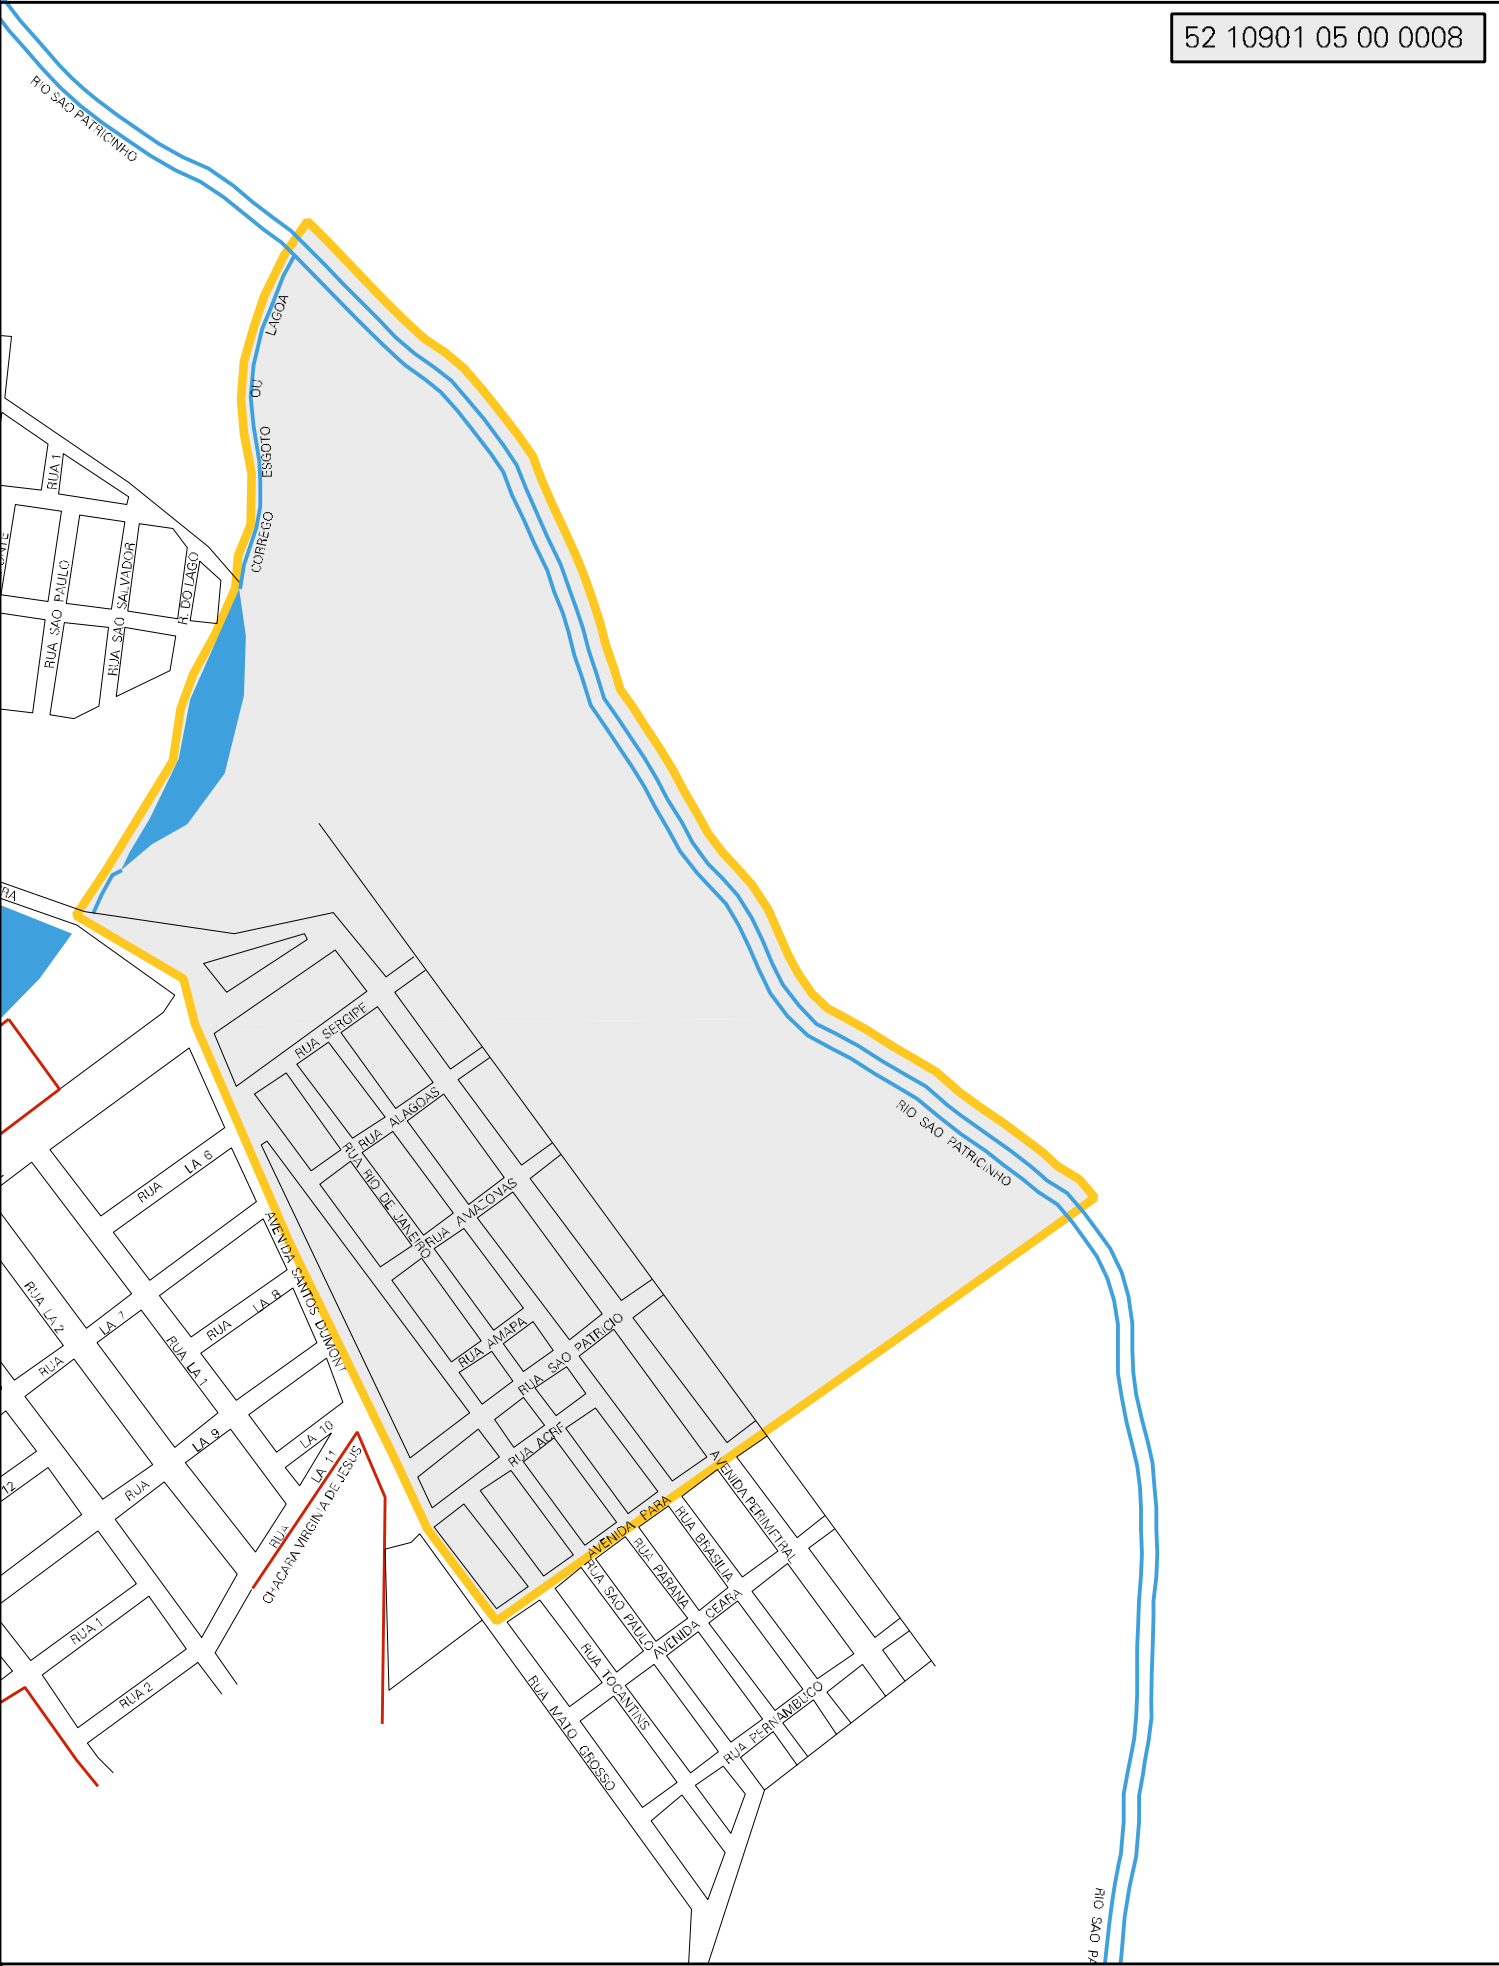 52 10901 05 00 0008
RIO SAO PATRICINHO
LAGOA
OU
ESGOTO
CORREGO
RUA 1
RUA SAO PAULO
RUA SAO SALVADOR
R. DO LAGO
RA
RUA SERGIPE
RUA ALAGOAS
RUA RIO DE JANEIRO
RUA AMAZONAS
RIO SAO PATRICINHO
RUA LA 6
AVENIDA SANTOS DUMONT
RUA LA 2
RUA LA 7
RUA LA 8
RUA LA 1
RUA AMAPA
RUA SAO PATRICIO
RUA ACRE
LA 9
LA 10
RUA LA 11
CHACARA VIRGINIA DE JESUS
12
RUA
AVENIDA PARA
AVENIDA PERIMETRAL
RUA BRASILIA
RUA PARANA
RUA SAO PAULO
AVENIDA CEARA
RUA TOCANTINS
RUA MATO GROSSO
RUA PERNAMBUCO
RUA 1
RUA 2
RIO SAO PA